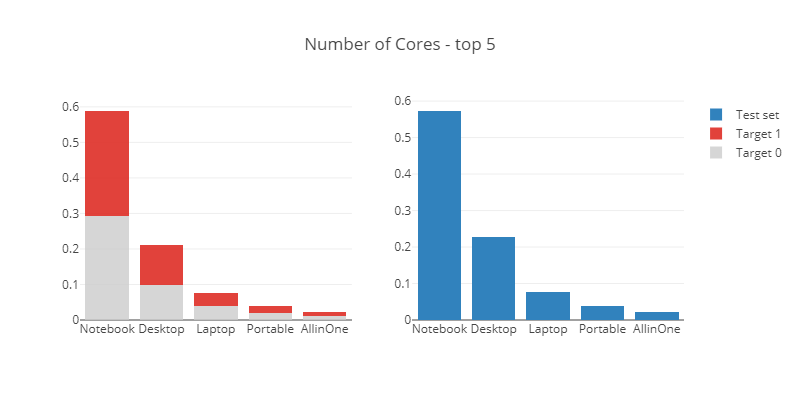 Number of Cores - top 5
0.6
0.5
0.4
0.3
0.2
0.1
0
Notebook Desktop Laptop Portable AllinOne
0.6
0.5
0.4
0.3
0.2
0.1
0
Notebook Desktop Laptop Portable AllinOne
Test set
Target 1
Target 0